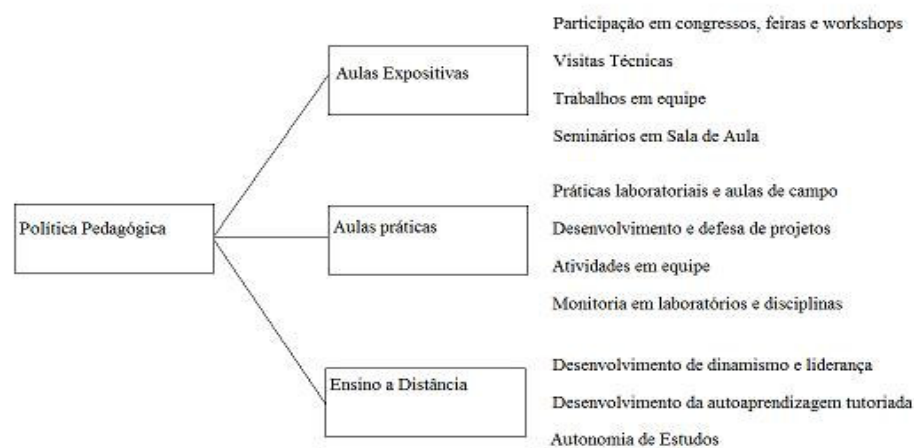 Política Pedagógica
Aulas Expositivas
Participação em congressos, feiras e workshops
Visitas Técnicas
Trabalhos em equipe
Seminários em Sala de Aula
Aulas práticas
Práticas laboratoriais e aulas de campo
Desenvolvimento e defesa de projetos
Atividades em equipe
Monitoria em laboratórios e disciplinas
Ensino a Distância
Desenvolvimento de dinamismo e liderança
Desenvolvimento da autoaprendizagem tutoriada
Autonomia de Estudos